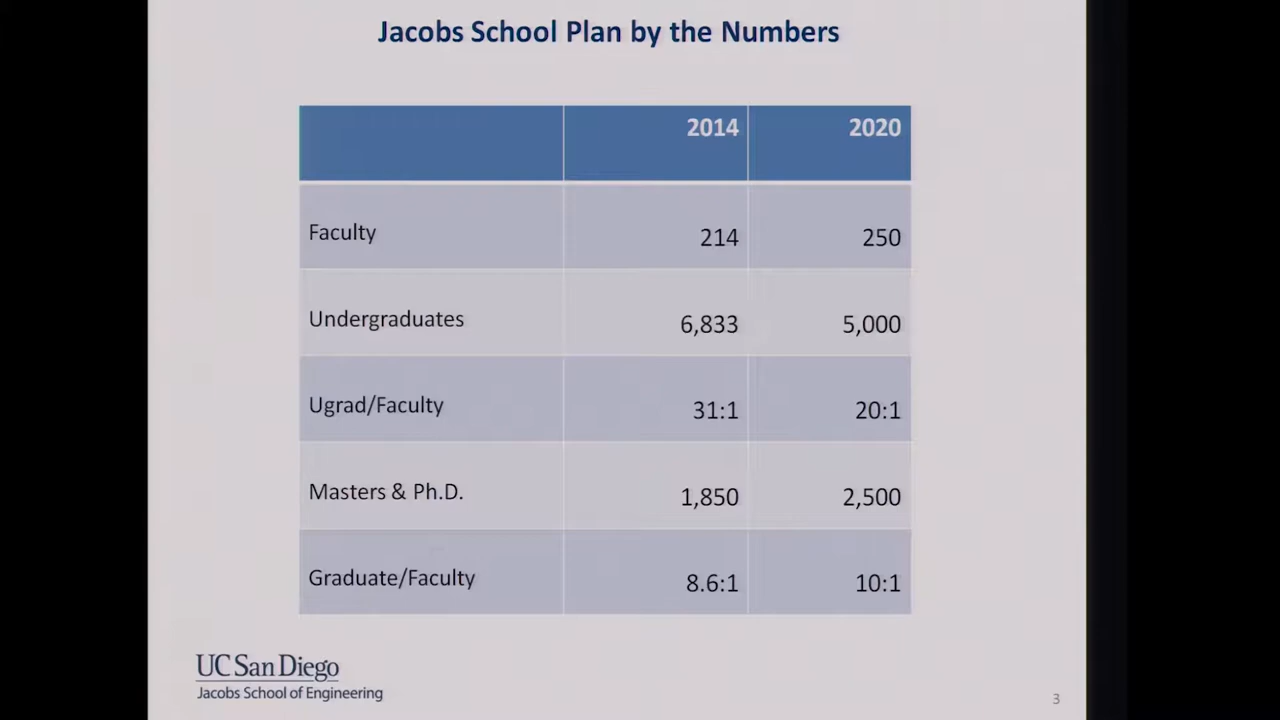 Jacobs School Plan by the Numbers
2014 2020
Faculty 214 250
Undergraduates 6,833 5,000
Ugrad/Faculty 31:1 20:1
Masters & Ph.D. 1,850 2,500
Graduate/Faculty 8.6:1 10:1
UC San Diego
Jacobs School of Engineering
3